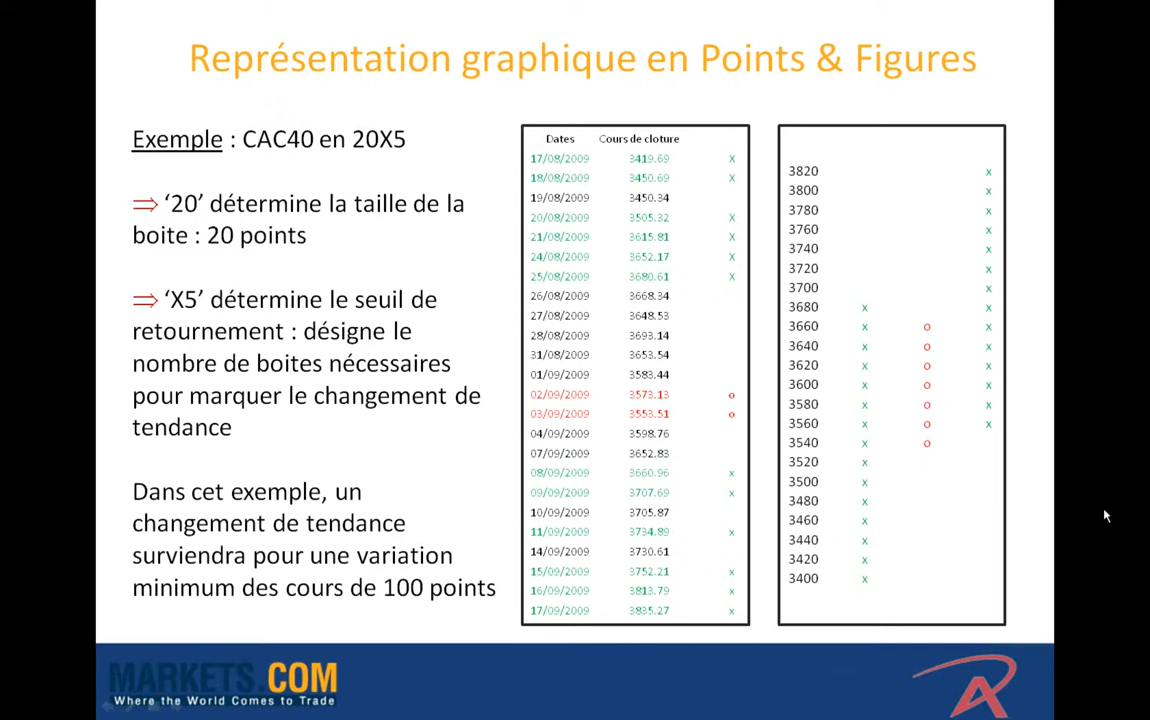 Représentation graphique en Points & Figures
Exemple : CAC40 en 20X5
⇒ ‘20’ détermine la taille de la
boite : 20 points
⇒ ‘X5’ détermine le seuil de
retournement : désigne le
nombre de boites nécessaires
pour marquer le changement de
tendance
Dans cet exemple, un
changement de tendance
surviendra pour une variation
minimum des cours de 100 points
Dates Cours de cloture
17/08/2009 3419.69 X
18/08/2009 3450.69 X
19/08/2009 3450.34
20/08/2009 3505.32 X
21/08/2009 3615.81 X
24/08/2009 3652.17 X
25/08/2009 3680.61 X
26/08/2009 3668.34
27/08/2009 3648.53
28/08/2009 3693.14
31/08/2009 3653.54
01/09/2009 3583.44
02/09/2009 3573.13 o
03/09/2009 3553.51 o
04/09/2009 3598.76
07/09/2009 3652.83
08/09/2009 3660.96 x
09/09/2009 3707.69 x
10/09/2009 3705.87
11/09/2009 3734.89 x
14/09/2009 3730.61
15/09/2009 3752.21 x
16/09/2009 3813.79 x
17/09/2009 3835.27 x
3820 x
3800 x
3780 x
3760 x
3740 x
3720 x
3700 x
3680 x x
3660 x o x
3640 x o x
3620 x o x
3600 x o x
3580 x o x
3560 x o x
3540 x o
3520 x
3500 x
3480 x
3460 x
3440 x
3420 x
3400 x
MARKETS.COM
Where the World Comes to Trade